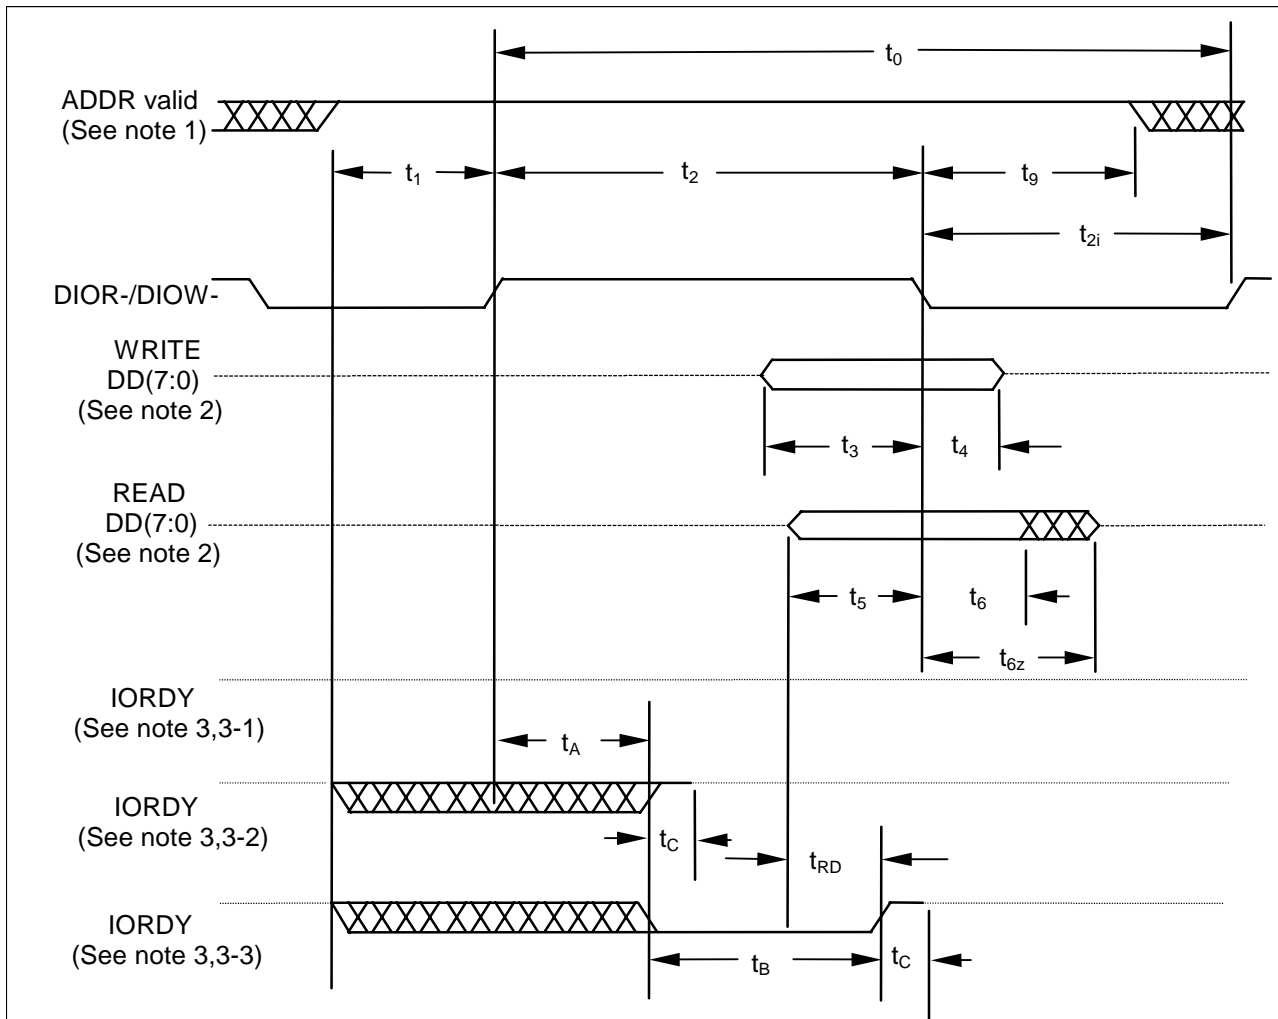 t0
ADDR valid
(See note 1)
t1
t2
t9
t2i
DIOR-/DIOW-
WRITE
DD(7:0)
(See note 2)
t3
t4
READ
DD(7:0)
(See note 2)
t5
t6
t6z
IORDY
(See note 3,3-1)
tA
IORDY
(See note 3,3-2)
tC
tRD
IORDY
(See note 3,3-3)
tB
tC